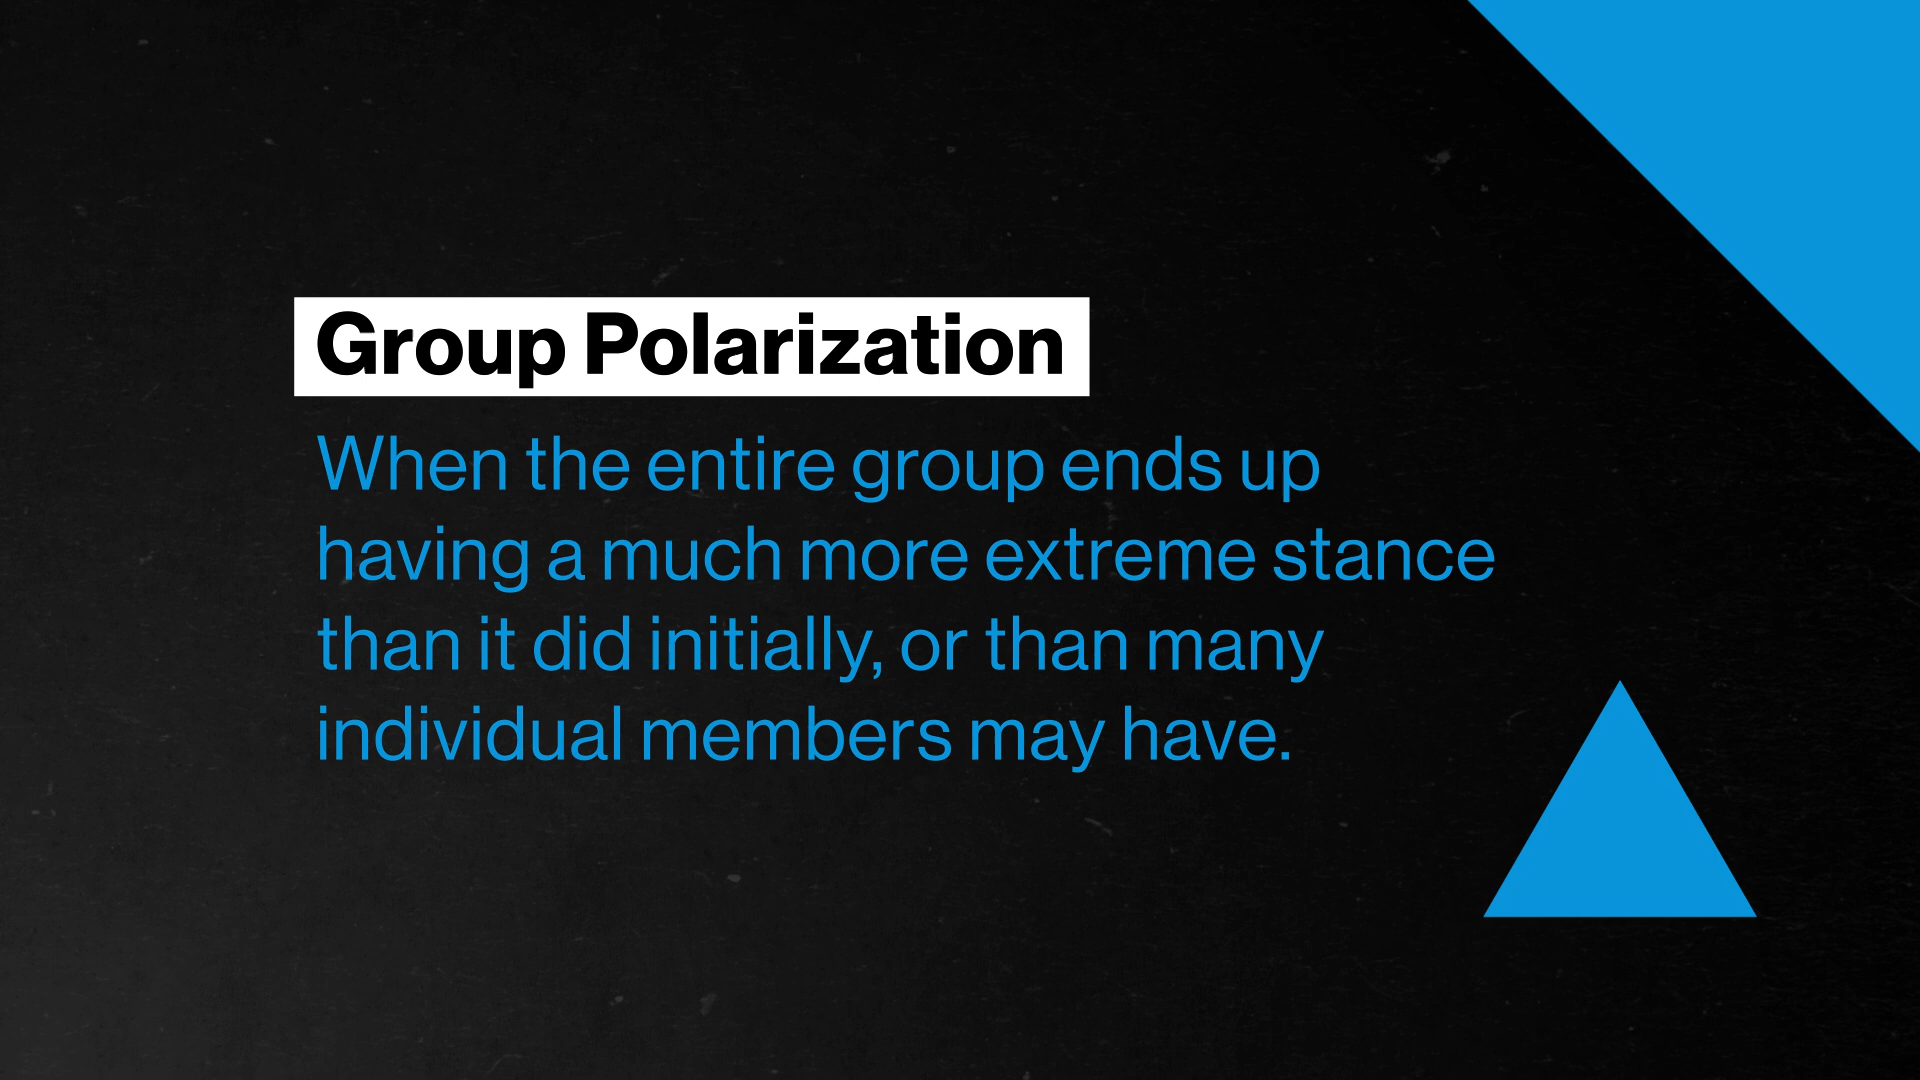 Group Polarization
When the entire group ends up
having a much more extreme stance
than it did initially, or than many
individual members may have.